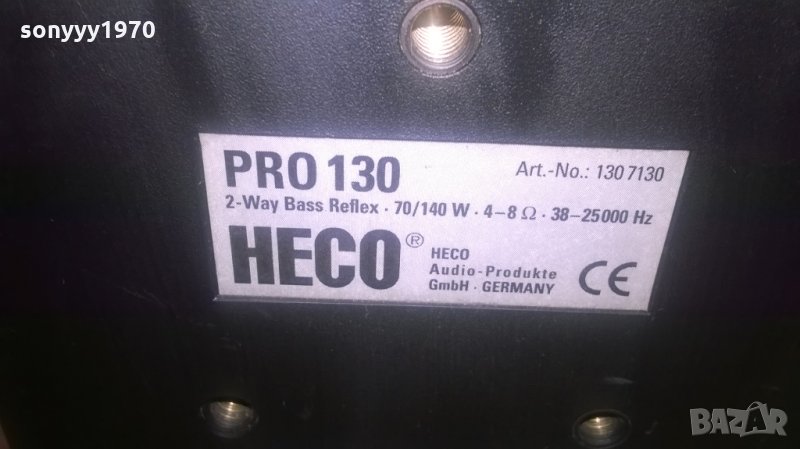 sonyyy1970
PRO 130
Art.-No.: 130 7130
2-Way Bass Reflex · 70/140 W · 4–8 Ω · 38–25000 Hz
HECO®
HECO
Audio-Produkte
GmbH · GERMANY
CE
BAZAR